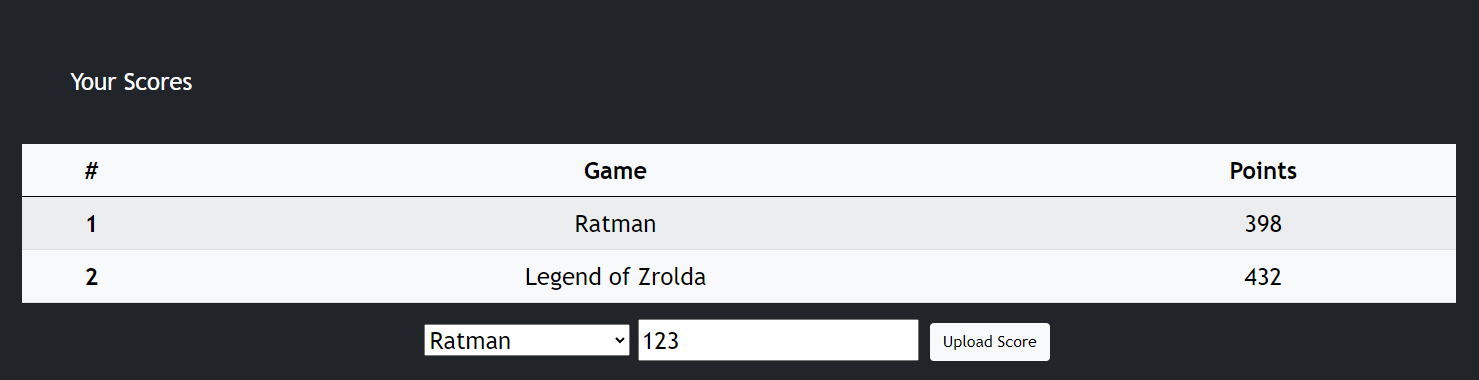 Your Scores
# Game Points
1 Ratman 398
2 Legend of Zrolda 432
Ratman 123 Upload Score